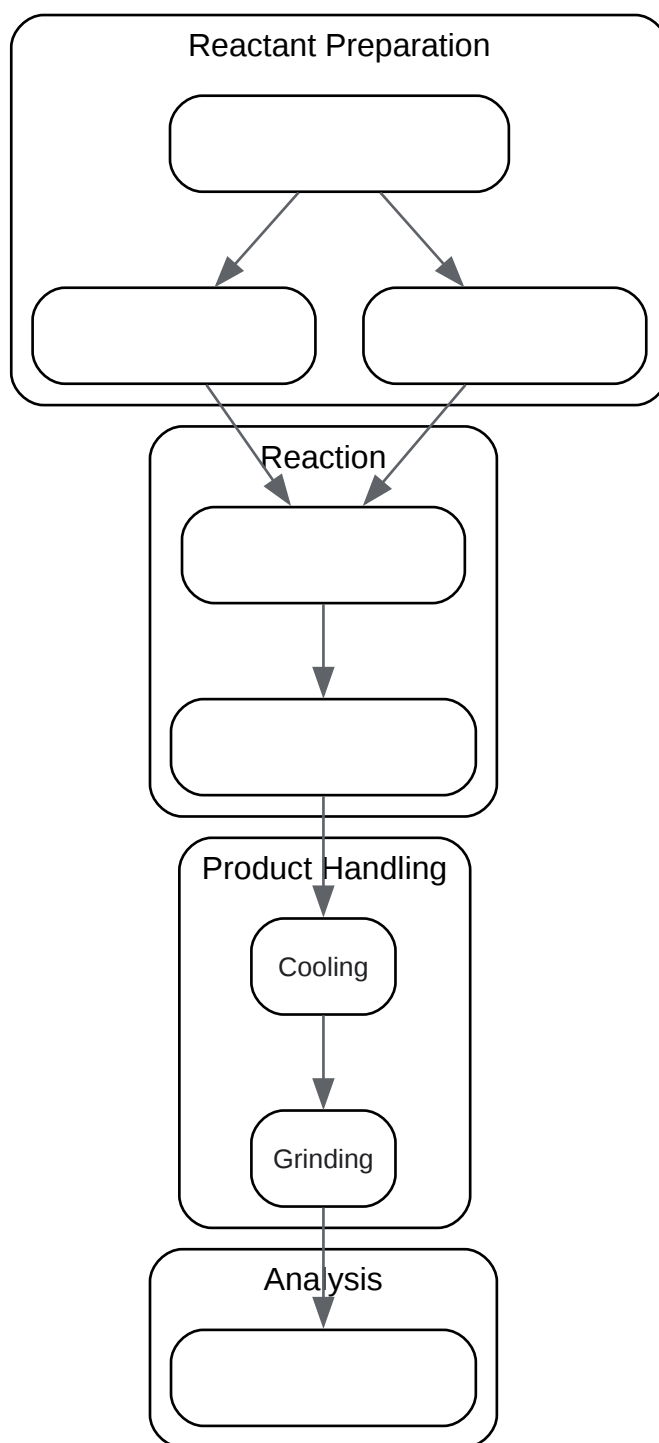 Reactant Preparation
Reaction
Product Handling
Cooling
Grinding
Analysis